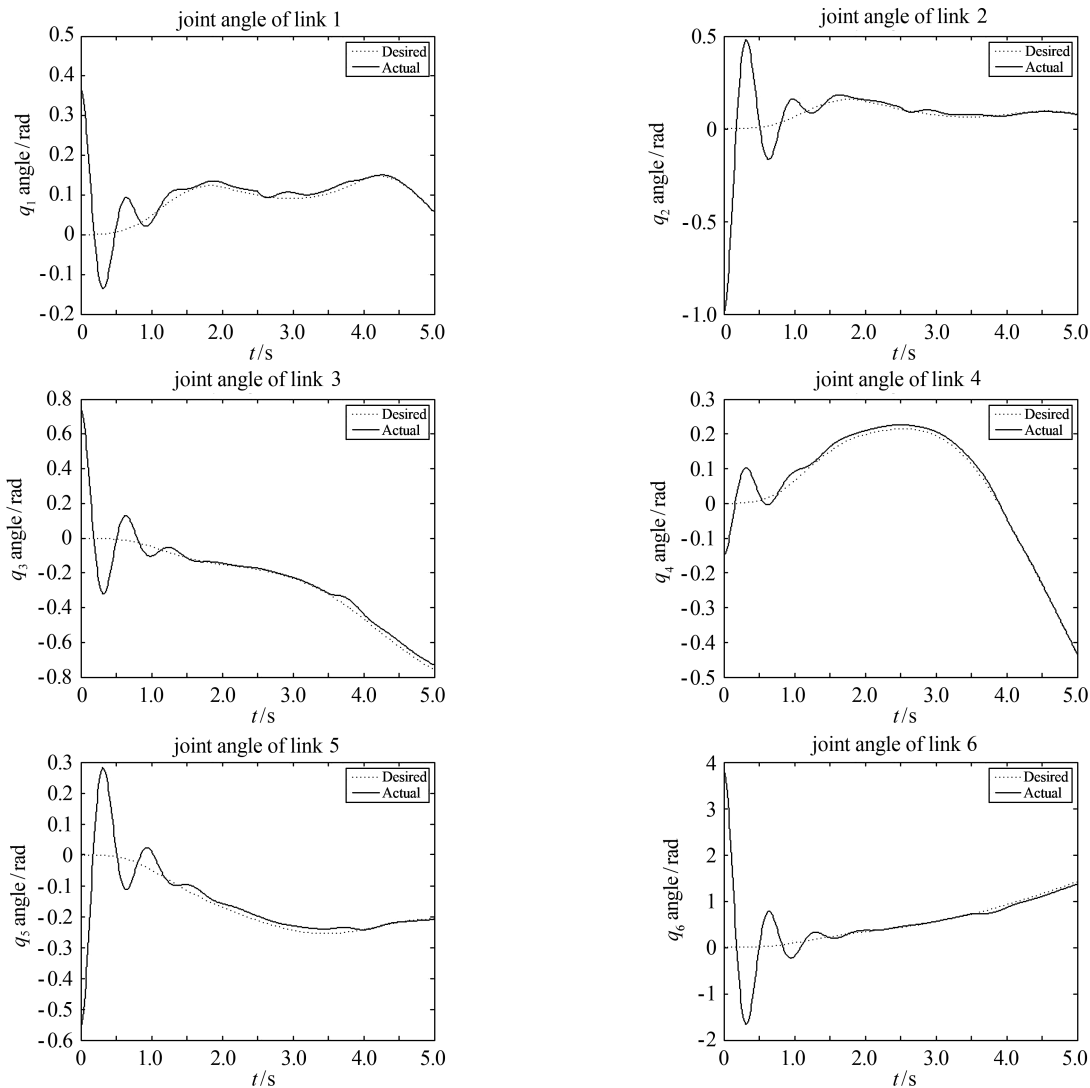 joint angle of link 1
0.5
0.4
0.3
0.2
0.1
0
-0.1
-0.2
q1 angle/rad
Desired
Actual
0 1.0 2.0 3.0 4.0 5.0
t/s
joint angle of link 2
0.5
0
-0.5
-1.0
q2 angle/rad
Desired
Actual
0 1.0 2.0 3.0 4.0 5.0
t/s
joint angle of link 3
0.8
0.6
0.4
0.2
0
-0.2
-0.4
-0.6
-0.8
q3 angle/rad
Desired
Actual
0 1.0 2.0 3.0 4.0 5.0
t/s
joint angle of link 4
0.3
0.2
0.1
0
-0.1
-0.2
-0.3
-0.4
-0.5
q4 angle/rad
Desired
Actual
0 1.0 2.0 3.0 4.0 5.0
t/s
joint angle of link 5
0.3
0.2
0.1
0
-0.1
-0.2
-0.3
-0.4
-0.5
-0.6
q5 angle/rad
Desired
Actual
0 1.0 2.0 3.0 4.0 5.0
t/s
joint angle of link 6
4
3
2
1
0
-1
-2
q6 angle/rad
Desired
Actual
0 1.0 2.0 3.0 4.0 5.0
t/s